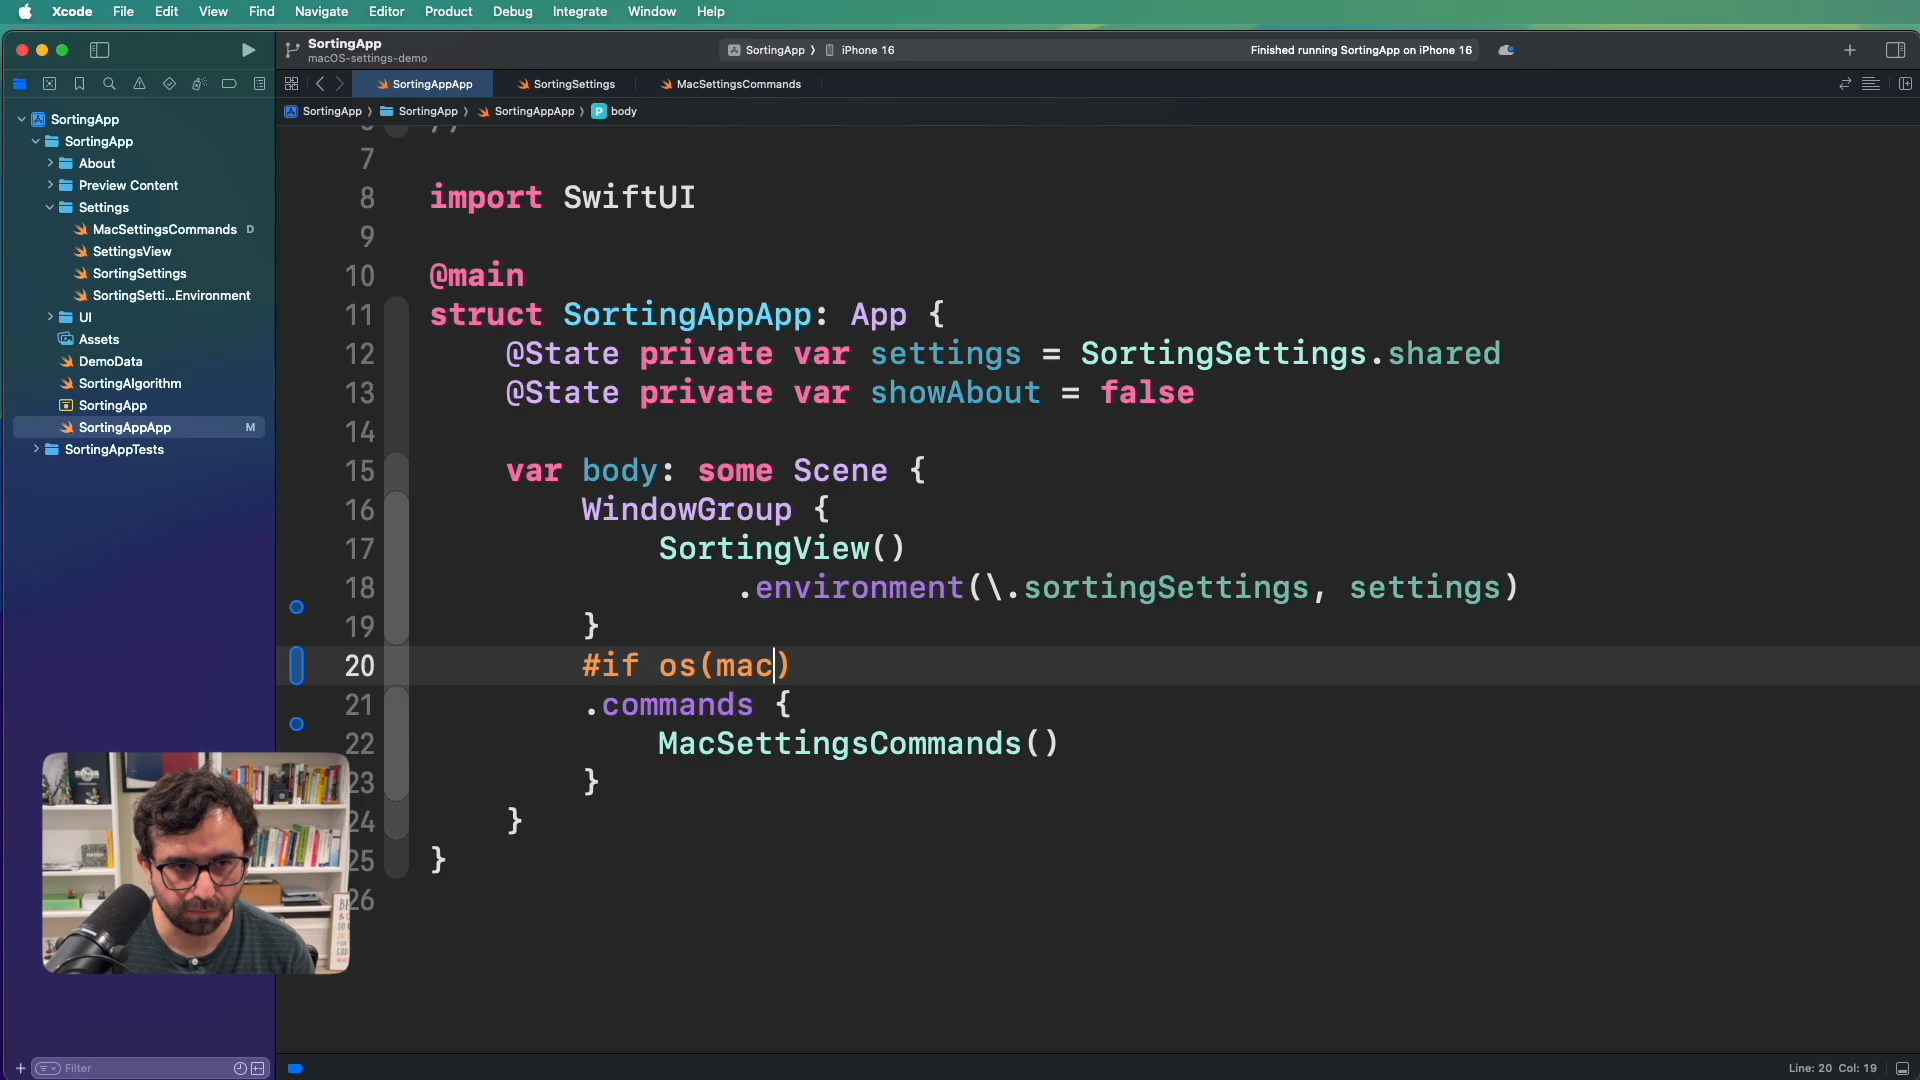 Xcode File Edit View Find Navigate Editor Product Debug Integrate Window Help
SortingApp
macOS-settings-demo
SortingApp
iPhone 16
Finished running SortingApp on iPhone 16
SortingAppApp
SortingSettings
MacSettingsCommands
SortingApp SortingApp SortingAppApp P body
SortingApp
SortingApp
About
Preview Content
Settings
MacSettingsCommands D
SettingsView
SortingSettings
SortingSetti...Environment
UI
Assets
DemoData
SortingAlgorithm
SortingApp
SortingAppApp M
SortingAppTests
7
8 import SwiftUI
9
10 @main
11 struct SortingAppApp: App {
12 @State private var settings = SortingSettings.shared
13 @State private var showAbout = false
14
15 var body: some Scene {
16 WindowGroup {
17 SortingView()
18 .environment(\.sortingSettings, settings)
19 }
20 #if os(mac)
21 .commands {
22 MacSettingsCommands()
23 }
24 }
25 }
26
Filter
Line: 20 Col: 19